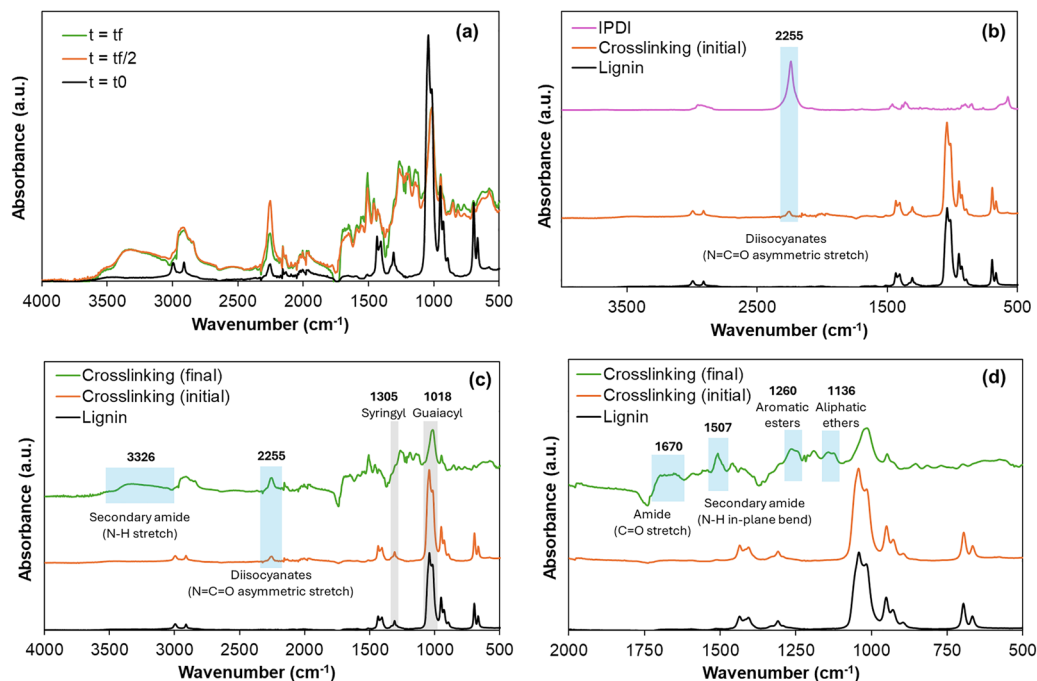 (a)
t = tf
t = tf/2
t = t0
Absorbance (a.u.)
4000 3500 3000 2500 2000 1500 1000 500
Wavenumber (cm-1)
(b)
IPDI
Crosslinking (initial)
Lignin
2255
Diisocyanates
(N=C=O asymmetric stretch)
Absorbance (a.u.)
3500 2500 1500 500
Wavenumber (cm-1)
(c)
Crosslinking (final)
Crosslinking (initial)
Lignin
1305
Syringyl
1018
Guaiacyl
3326
2255
Secondary amide
(N-H stretch)
Diisocyanates
(N=C=O asymmetric stretch)
Absorbance (a.u.)
4000 3500 3000 2500 2000 1500 1000 500
Wavenumber (cm-1)
(d)
Crosslinking (final)
Crosslinking (initial)
Lignin
1260
Aromatic
esters
1136
Aliphatic
ethers
1670
1507
Amide
(C=O stretch)
Secondary amide
(N-H in-plane bend)
Absorbance (a.u.)
2000 1750 1500 1250 1000 750 500
Wavenumber (cm-1)